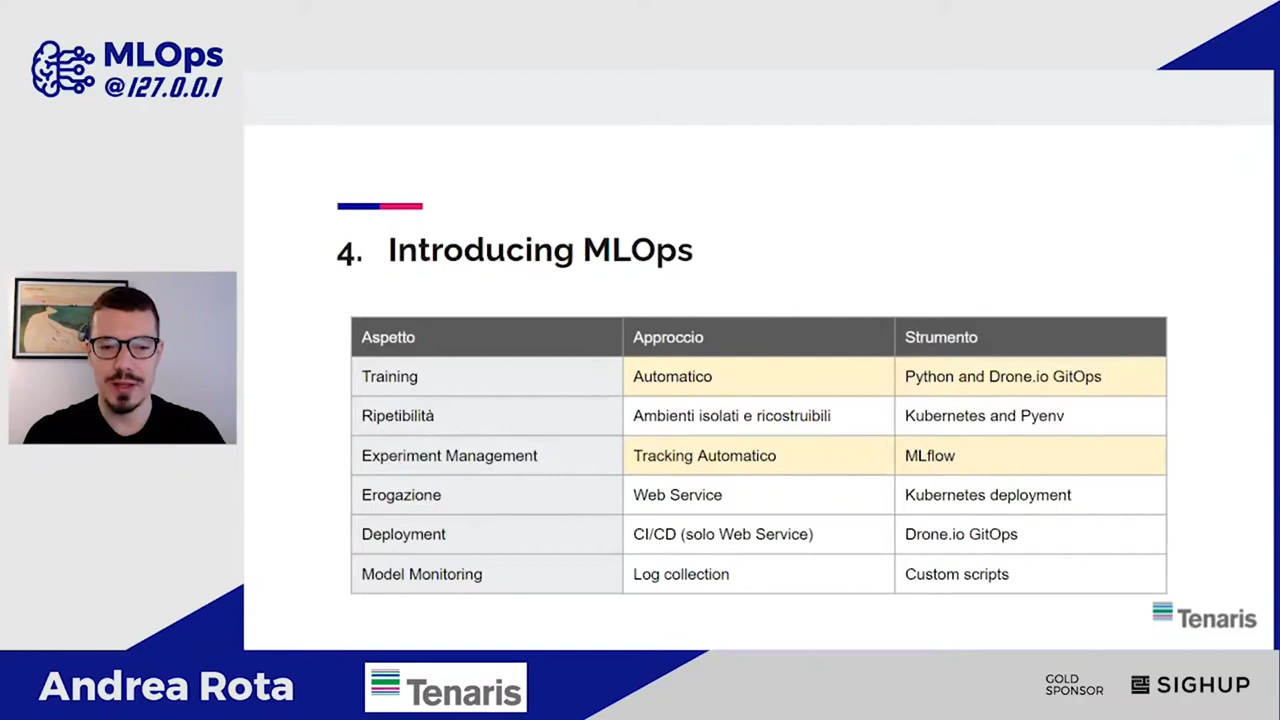 MLOps
@127.0.0.1
4. Introducing MLOps
Aspetto Approccio Strumento
Training Automatico Python and Drone.io GitOps
Ripetibilità Ambienti isolati e ricostruibili Kubernetes and Pyenv
Experiment Management Tracking Automatico MLflow
Erogazione Web Service Kubernetes deployment
Deployment CI/CD (solo Web Service) Drone.io GitOps
Model Monitoring Log collection Custom scripts
Tenaris
Andrea Rota
Tenaris
GOLD
SPONSOR
SIGHUP